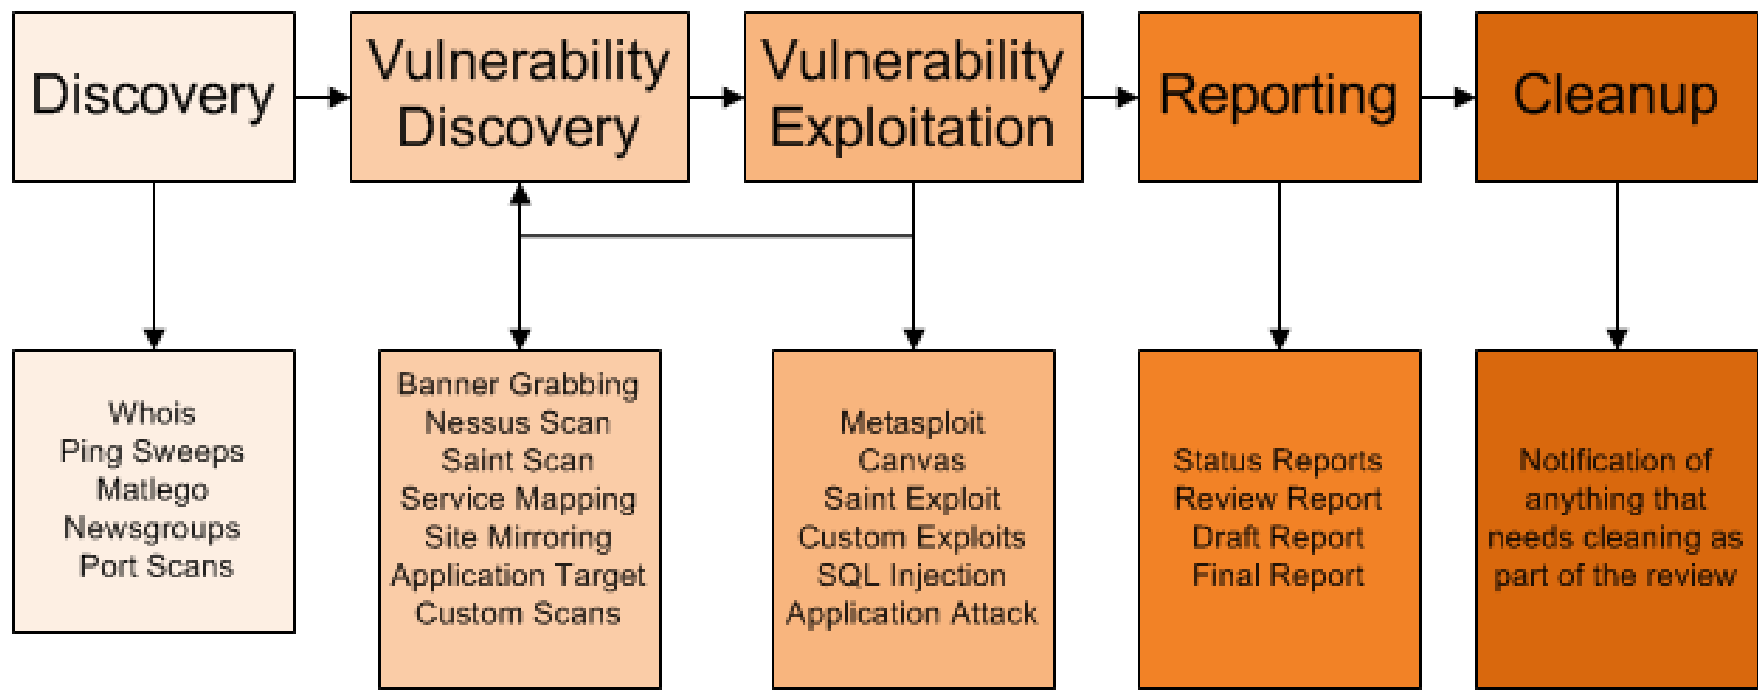 Discovery
Vulnerability
Discovery
Vulnerability
Exploitation
Reporting
Cleanup
Whois
Ping Sweeps
Matlego
Newsgroups
Port Scans
Banner Grabbing
Nessus Scan
Saint Scan
Service Mapping
Site Mirroring
Application Target
Custom Scans
Metasploit
Canvas
Saint Exploit
Custom Exploits
SQL Injection
Application Attack
Status Reports
Review Report
Draft Report
Final Report
Notification of
anything that
needs cleaning as
part of the review